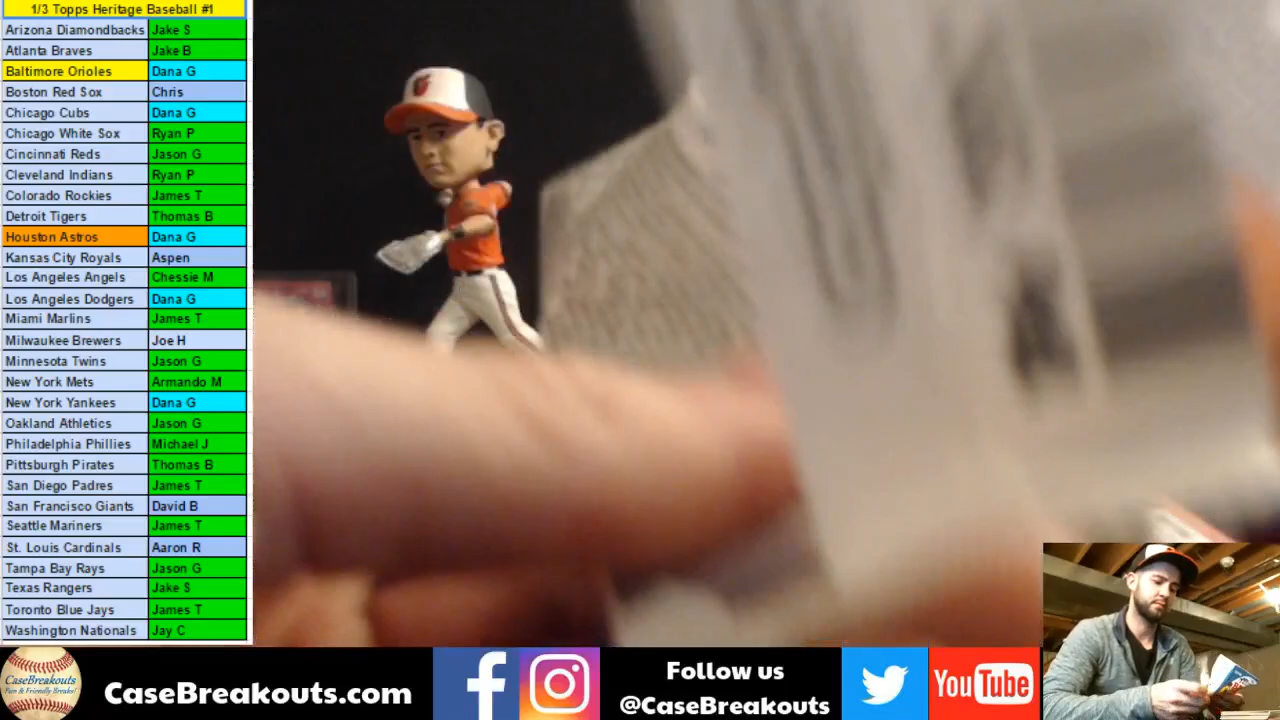 1/3 Topps Heritage Baseball #1
Arizona Diamondbacks Jake S
Atlanta Braves Jake B
Baltimore Orioles Dana G
Boston Red Sox Chris
Chicago Cubs Dana G
Chicago White Sox Ryan P
Cincinnati Reds Jason G
Cleveland Indians Ryan P
Colorado Rockies James T
Detroit Tigers Thomas B
Houston Astros Dana G
Kansas City Royals Aspen
Los Angeles Angels Chessie M
Los Angeles Dodgers Dana G
Miami Marlins James T
Milwaukee Brewers Joe H
Minnesota Twins Jason G
New York Mets Armando M
New York Yankees Dana G
Oakland Athletics Jason G
Philadelphia Phillies Michael J
Pittsburgh Pirates Thomas B
San Diego Padres James T
San Francisco Giants David B
Seattle Mariners James T
St. Louis Cardinals Aaron R
Tampa Bay Rays Jason G
Texas Rangers Jake S
Toronto Blue Jays James T
Washington Nationals Jay C
CaseBreakouts
Fun & Friendly Breaks!
CaseBreakouts.com
Follow us
@CaseBreakouts
YouTube